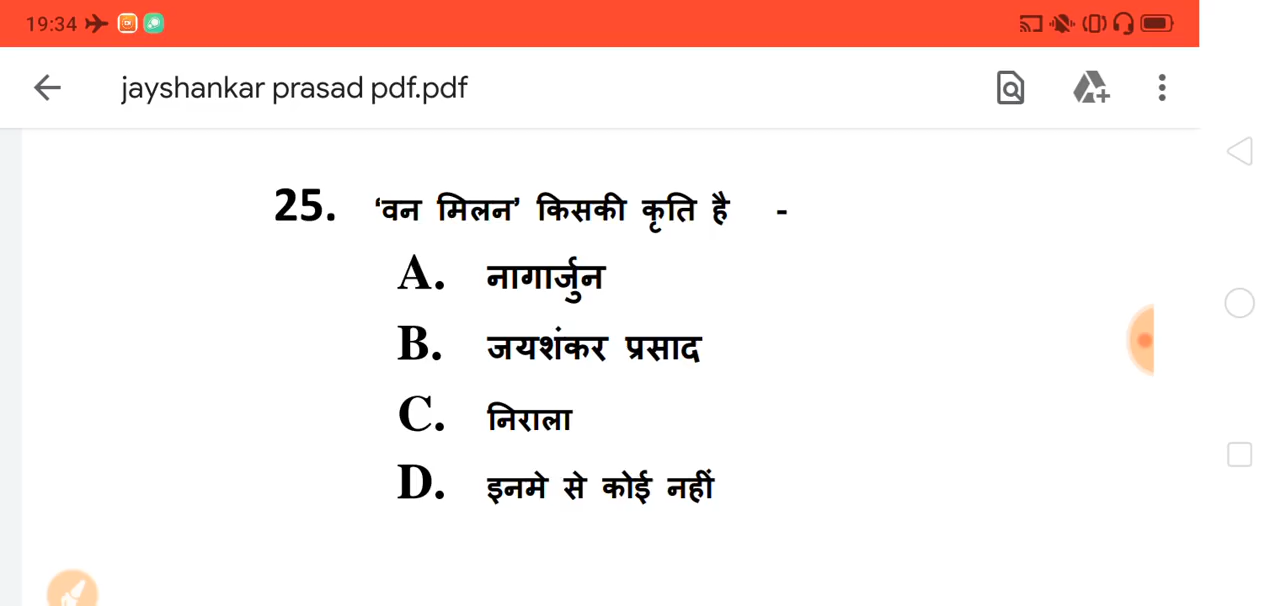 19:34
jayshankar prasad pdf.pdf
25. ‘वन मिलन’ किसकी कृति है -
A. नागार्जुन
B. जयशंकर प्रसाद
C. निराला
D. इनमे से कोई नहीं